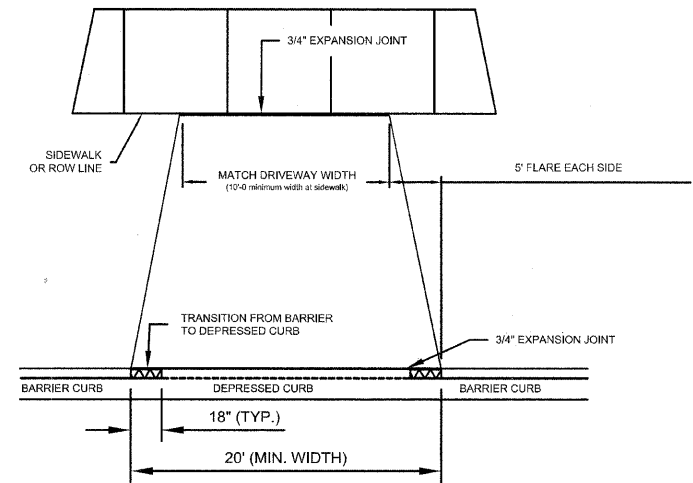 3/4" EXPANSION JOINT
SIDEWALK
OR ROW LINE
MATCH DRIVEWAY WIDTH
(10'-0 minimum width at sidewalk)
5' FLARE EACH SIDE
TRANSITION FROM BARRIER
TO DEPRESSED CURB
3/4" EXPANSION JOINT
BARRIER CURB
DEPRESSED CURB
BARRIER CURB
18" (TYP.)
20' (MIN. WIDTH)